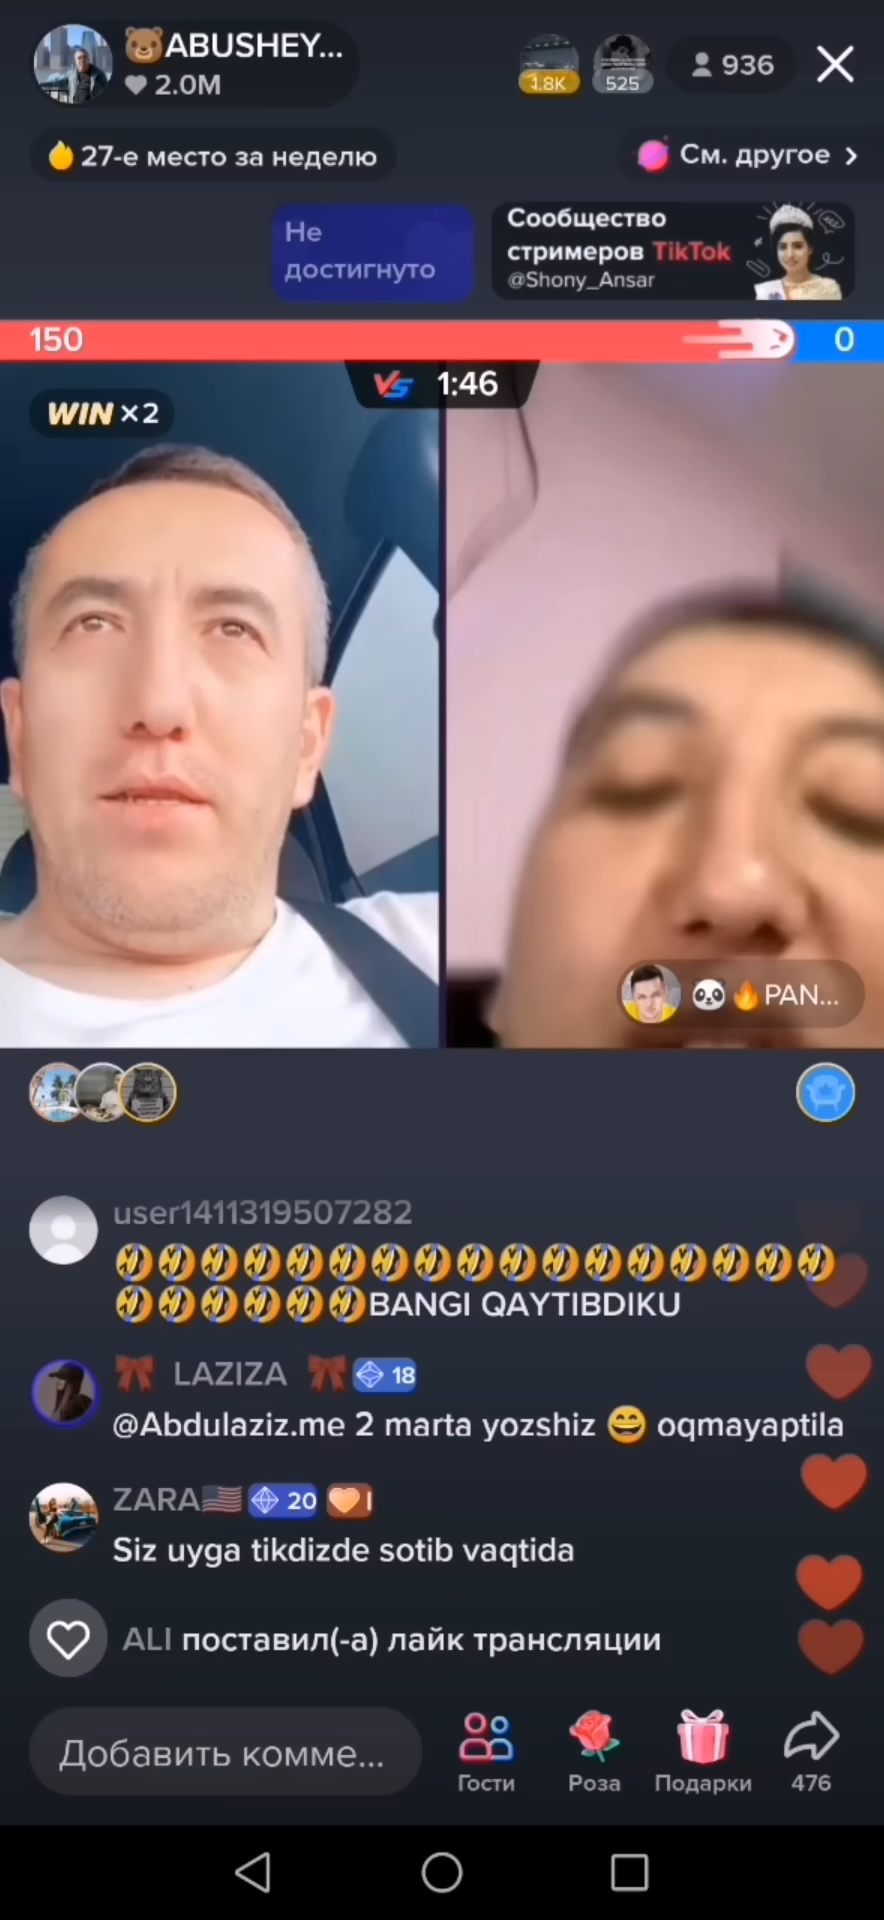 🐻ABUSHEY...
2.0M
1.8K
525
936
27-е место за неделю
См. другое >
Не
достигнуто
Сообщество
стримеров TikTok
@Shony_Ansar
150
0
VS 1:46
WIN ×2
🐼🔥PAN...
user1411319507282
🤣🤣🤣🤣🤣🤣🤣🤣🤣🤣🤣🤣🤣🤣🤣🤣🤣
🤣🤣🤣🤣🤣🤣BANGI QAYTIBDIKU
🎀 LAZIZA 🎀 18
@Abdulaziz.me 2 marta yozshiz 😄 oqmayaptila
ZARA🇺🇸 20 I
Siz uyga tikdizde sotib vaqtida
ALI поставил(-а) лайк трансляции
Добавить комме...
Гости
Роза
Подарки
476